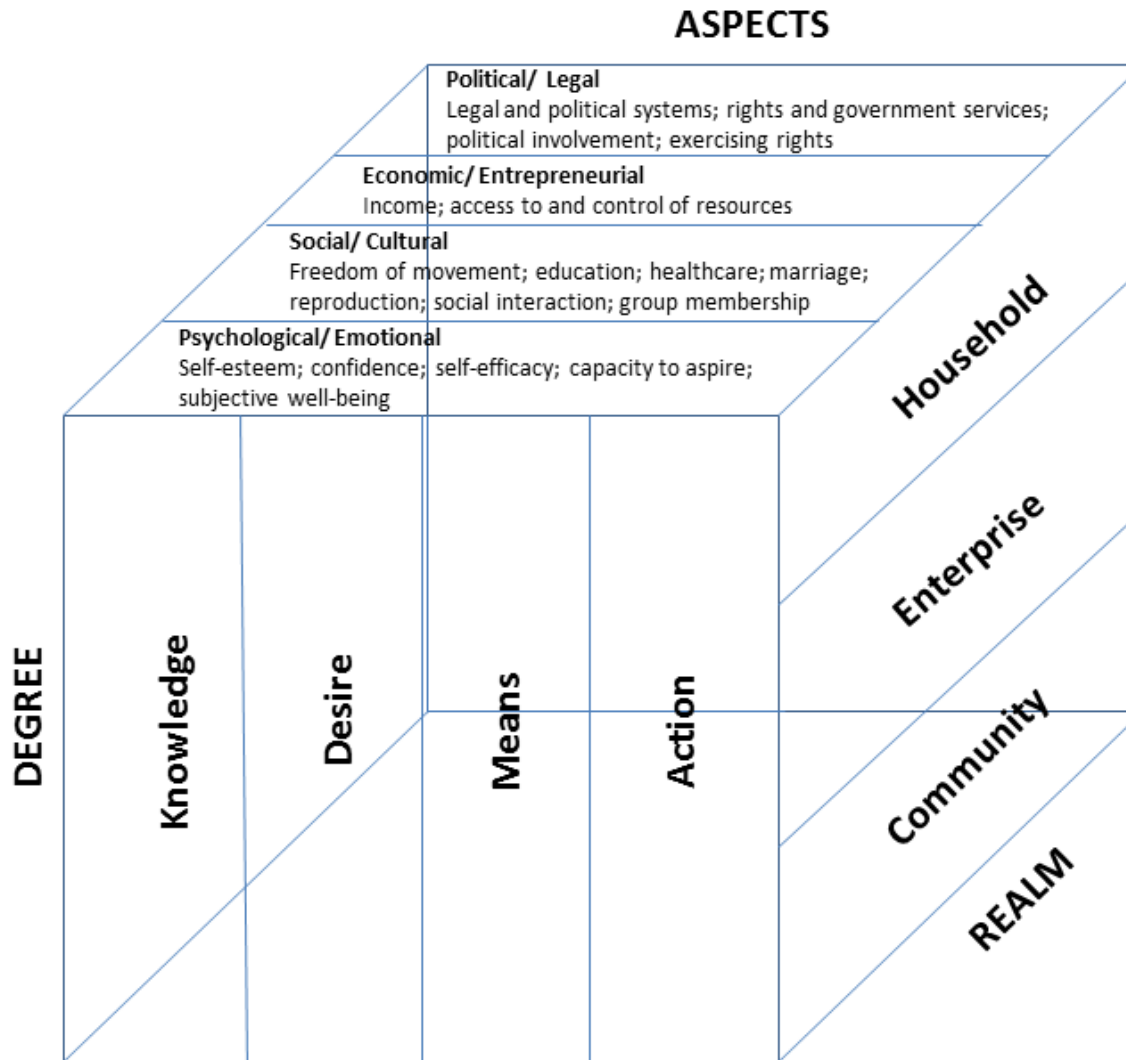 ASPECTS
Political/ Legal
Legal and political systems; rights and government services;
political involvement; exercising rights
Economic/ Entrepreneurial
Income; access to and control of resources
Social/ Cultural
Freedom of movement; education; healthcare; marriage;
reproduction; social interaction; group membership
Psychological/ Emotional
Self-esteem; confidence; self-efficacy; capacity to aspire;
subjective well-being
DEGREE
Knowledge
Desire
Means
Action
Household
Enterprise
Community
REALM